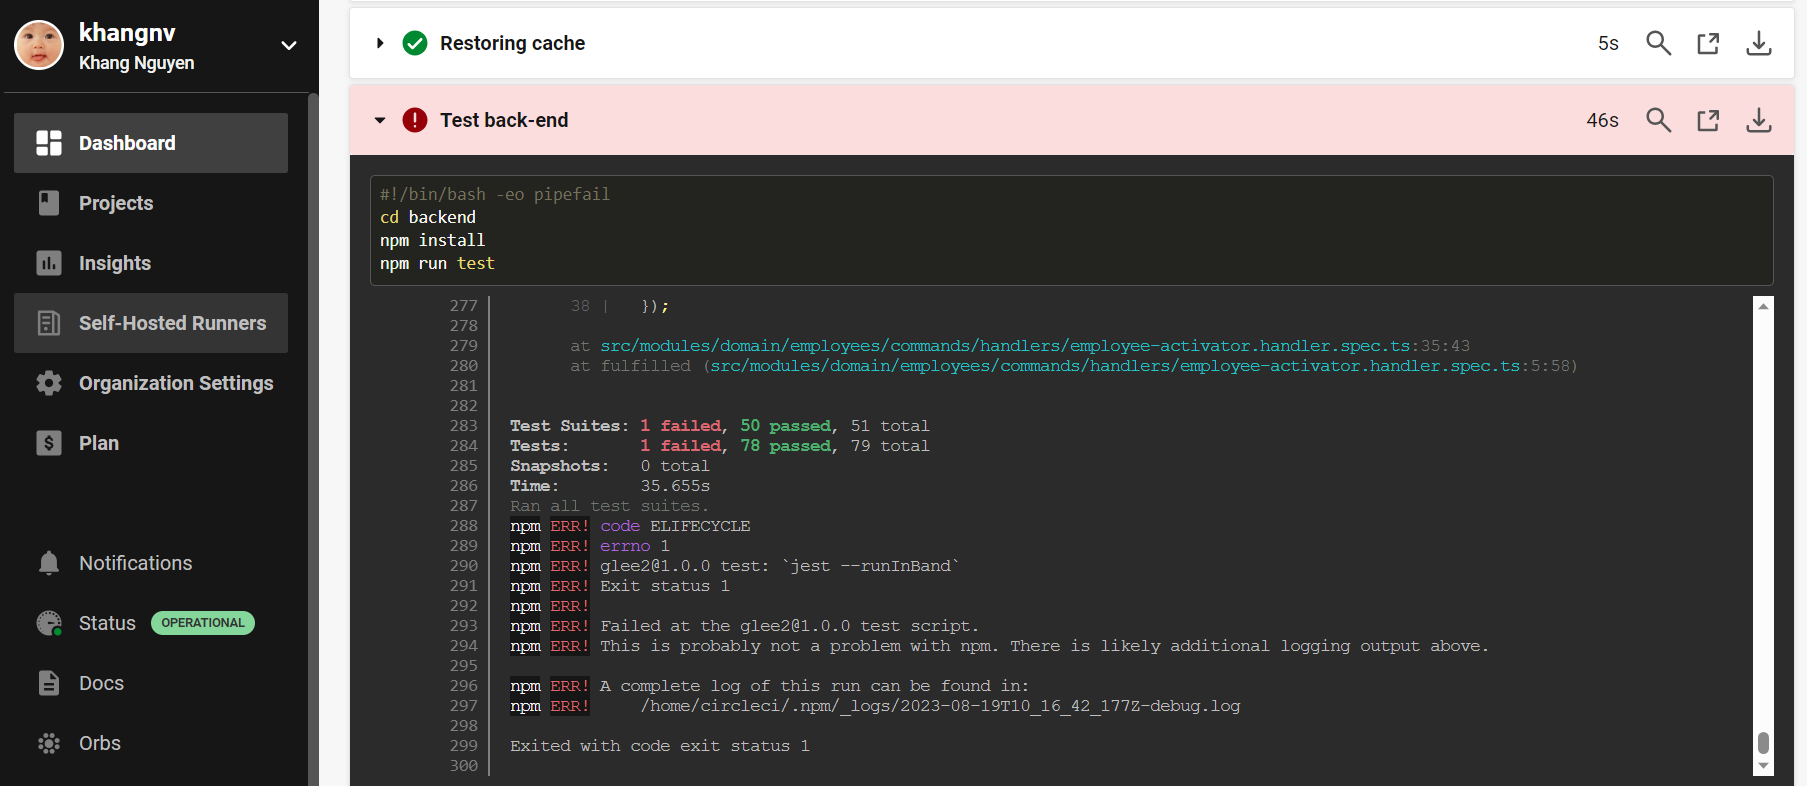 khangnv
Khang Nguyen
Dashboard
Projects
Insights
Self-Hosted Runners
Organization Settings
Plan
Notifications
Status OPERATIONAL
Docs
Orbs
Restoring cache 5s
Test back-end 46s
#!/bin/bash -eo pipefail
cd backend
npm install
npm run test
277 38 | });
278
279 at src/modules/domain/employees/commands/handlers/employee-activator.handler.spec.ts:35:43
280 at fulfilled (src/modules/domain/employees/commands/handlers/employee-activator.handler.spec.ts:5:58)
281
282
283 Test Suites: 1 failed, 50 passed, 51 total
284 Tests: 1 failed, 78 passed, 79 total
285 Snapshots: 0 total
286 Time: 35.655s
287 Ran all test suites.
288 npm ERR! code ELIFECYCLE
289 npm ERR! errno 1
290 npm ERR! glee2@1.0.0 test: `jest --runInBand`
291 npm ERR! Exit status 1
292 npm ERR!
293 npm ERR! Failed at the glee2@1.0.0 test script.
294 npm ERR! This is probably not a problem with npm. There is likely additional logging output above.
295
296 npm ERR! A complete log of this run can be found in:
297 npm ERR! /home/circleci/.npm/_logs/2023-08-19T10_16_42_177Z-debug.log
298
299 Exited with code exit status 1
300